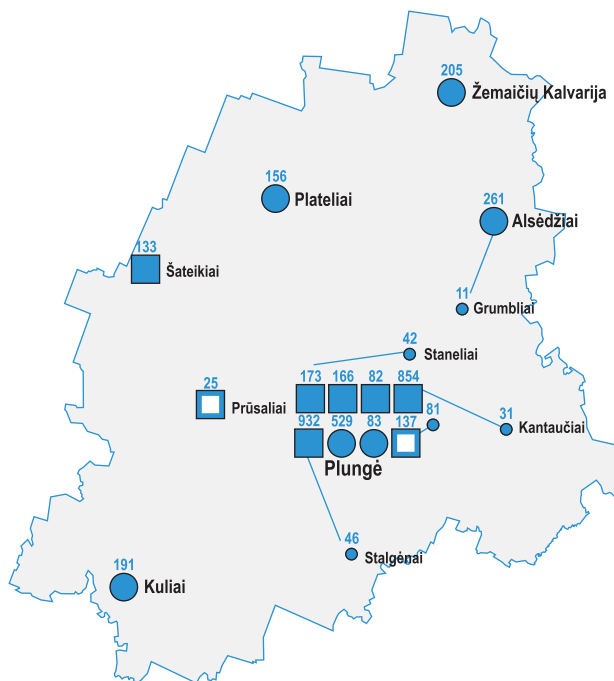 205
Žemaičių Kalvarija
156
Plateliai
261
Alsėdžiai
133
Šateikiai
11
Grumbliai
42
Staneliai
25
Prūsaliai
173 166 82 854
81
31
Kantaučiai
932 529 83 137
Plungė
46
Stalgėnai
191
Kuliai